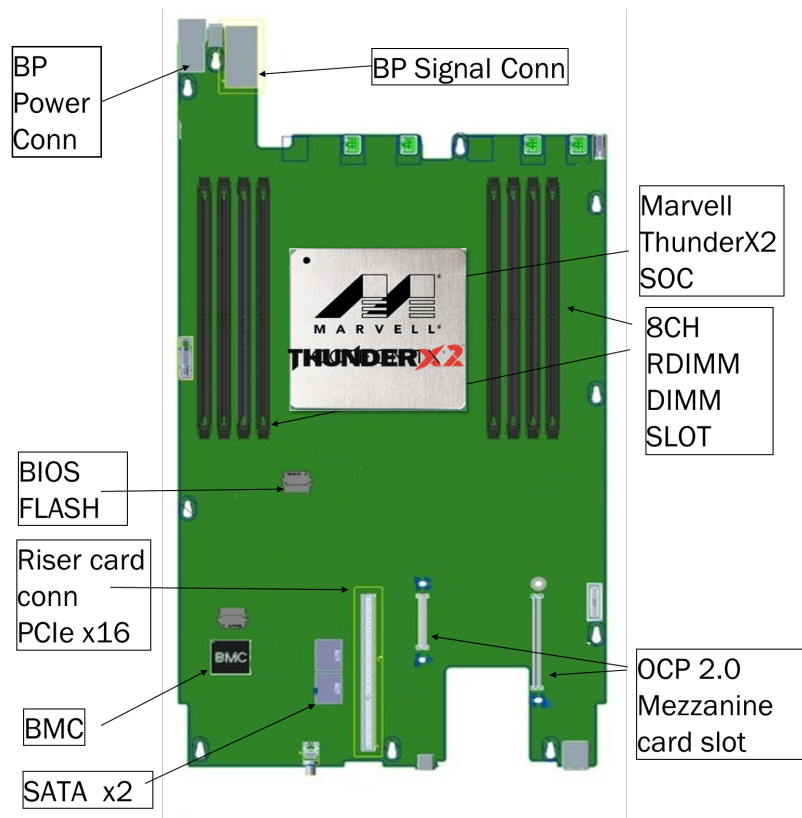 BP
Power
Conn
BP Signal Conn
Marvell
ThunderX2
SOC
MARVELL®
THUNDERX2
8CH
RDIMM
DIMM
SLOT
BIOS
FLASH
Riser card
conn
PCIe x16
BMC
BMC
OCP 2.0
Mezzanine
card slot
SATA x2